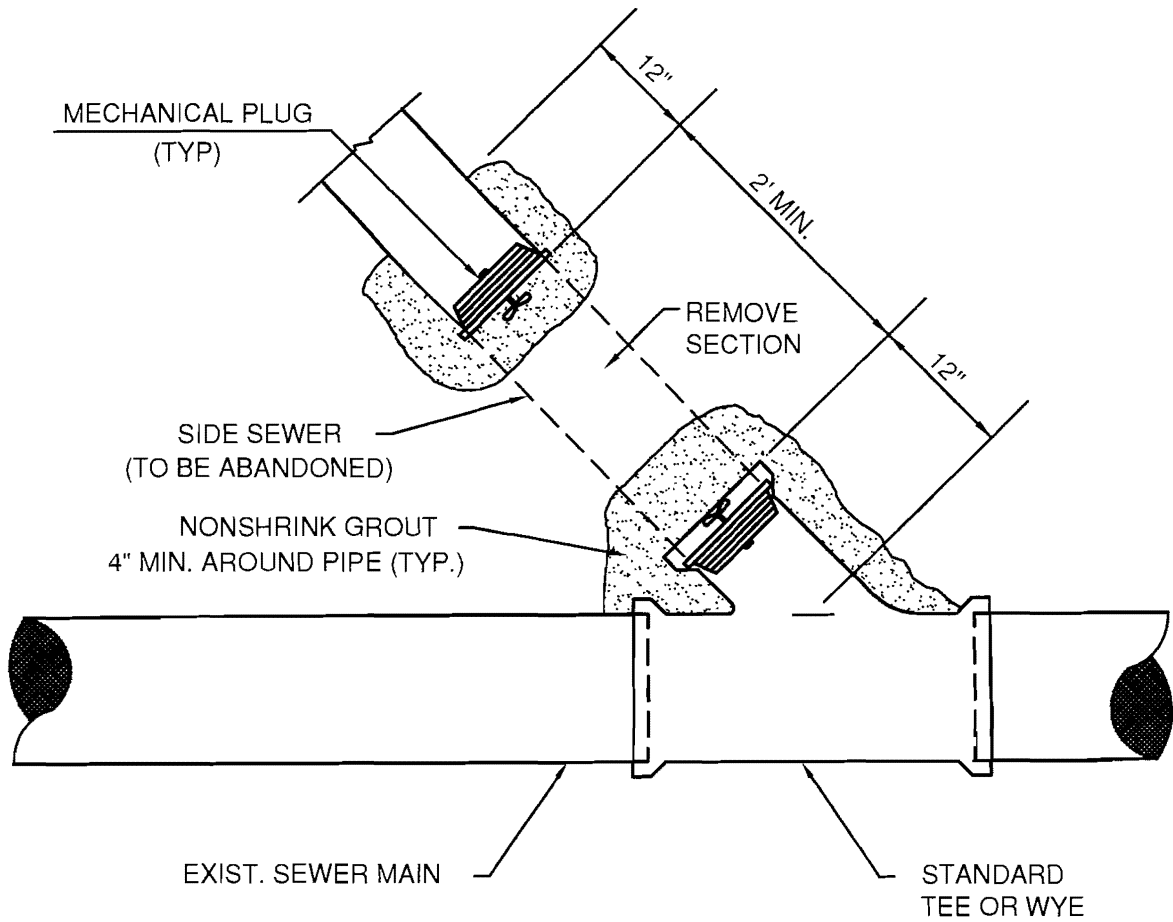 12"
MECHANICAL PLUG
(TYP)
2' MIN.
REMOVE
SECTION
12"
SIDE SEWER
(TO BE ABANDONED)
NONSHRINK GROUT
4" MIN. AROUND PIPE (TYP.)
EXIST. SEWER MAIN
STANDARD
TEE OR WYE